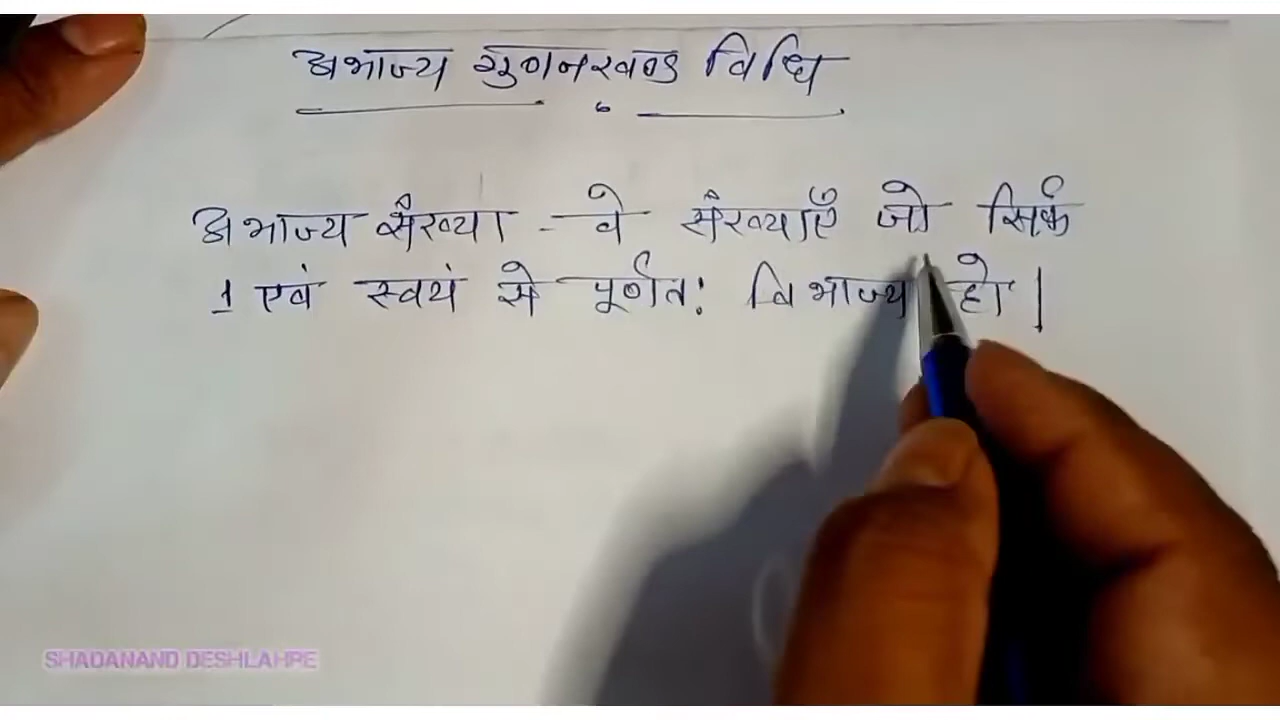 अभाज्य गुणनखण्ड विधि
अभाज्य संख्या - वे संख्याएँ जो सिर्फ
1 एवं स्वयं से पूर्णत: विभाज्य हो |
SHADANAND DESHLAHRE